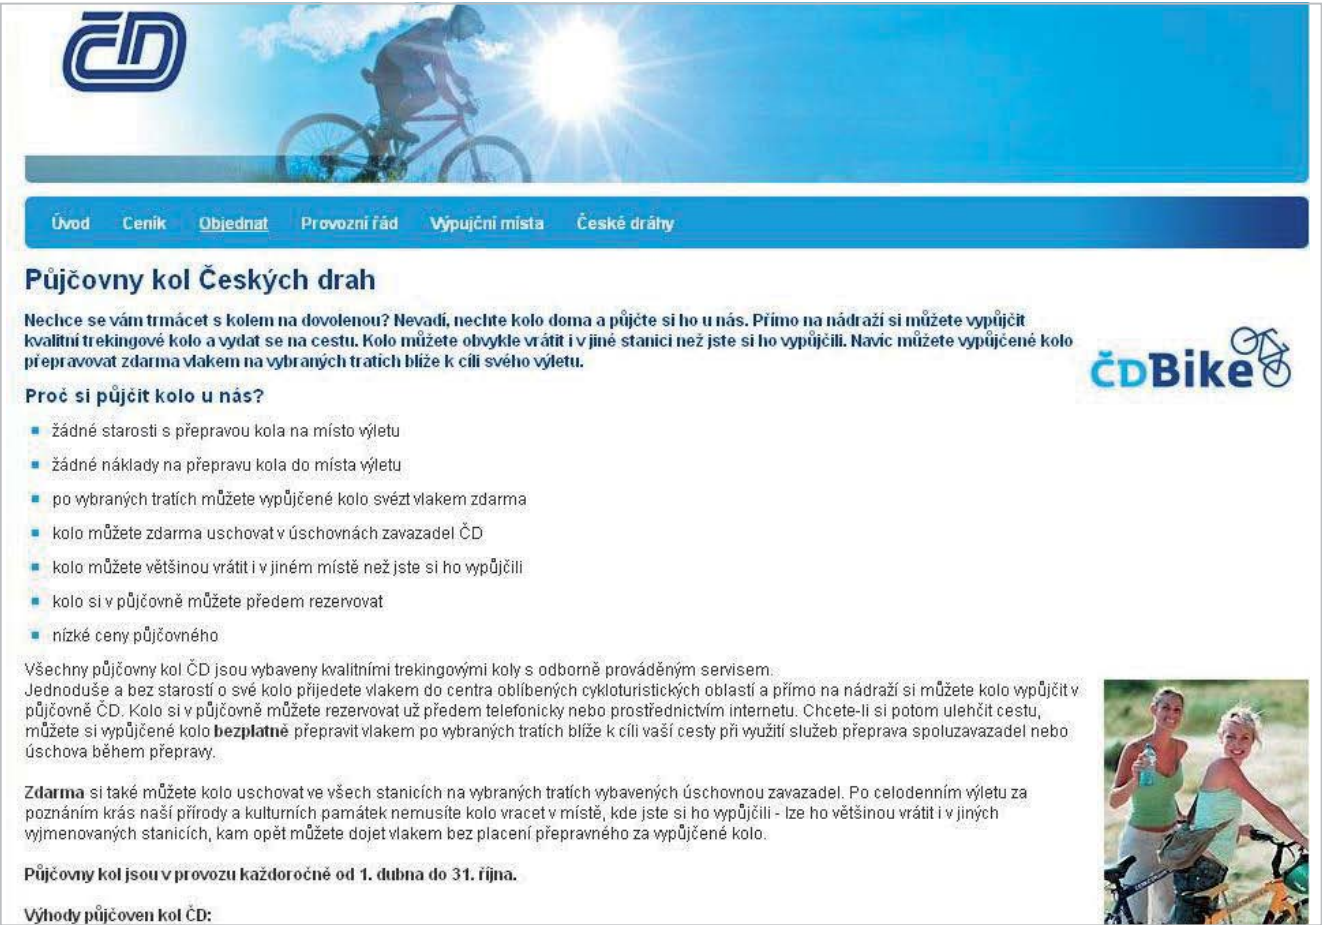 ČD
Úvod Ceník Objednat Provozní řád Výpujční místa České dráhy
Půjčovny kol Českých drah
Nechce se vám trmácet s kolem na dovolenou? Nevadí, nechte kolo doma a půjčte si ho u nás. Přímo na nádraží si můžete vypůjčit
kvalitní trekingové kolo a vydat se na cestu. Kolo můžete obvykle vrátit i v jiné stanici než jste si ho vypůjčili. Navíc můžete vypůjčené kolo
přepravovat zdarma vlakem na vybraných tratích blíže k cíli svého výletu.
ČDBike
Proč si půjčit kolo u nás?
žádné starosti s přepravou kola na místo výletu
žádné náklady na přepravu kola do místa výletu
po vybraných tratích můžete vypůjčené kolo svézt vlakem zdarma
kolo můžete zdarma uschovat v úschovnách zavazadel ČD
kolo můžete většinou vrátit i v jiném místě než jste si ho vypůjčili
kolo si v půjčovně můžete předem rezervovat
nízké ceny půjčovného
Všechny půjčovny kol ČD jsou vybaveny kvalitními trekingovými koly s odborně prováděným servisem.
Jednoduše a bez starostí o své kolo přijedete vlakem do centra oblíbených cykloturistických oblastí a přímo na nádraží si můžete kolo vypůjčit v
půjčovně ČD. Kolo si v půjčovně můžete rezervovat už předem telefonicky nebo prostřednictvím internetu. Chcete-li si potom ulehčit cestu,
můžete si vypůjčené kolo bezplatně přepravit vlakem po vybraných tratích blíže k cíli vaší cesty při využití služeb přeprava spoluzavazadel nebo
úschova během přepravy.
Zdarma si také můžete kolo uschovat ve všech stanicích na vybraných tratích vybavených úschovnou zavazadel. Po celodenním výletu za
poznáním krás naší přírody a kulturních památek nemusíte kolo vracet v místě, kde jste si ho vypůjčili - lze ho většinou vrátit i v jiných
vyjmenovaných stanicích, kam opět můžete dojet vlakem bez placení přepravného za vypůjčené kolo.
Půjčovny kol jsou v provozu každoročně od 1. dubna do 31. října.
Výhody půjčoven kol ČD: